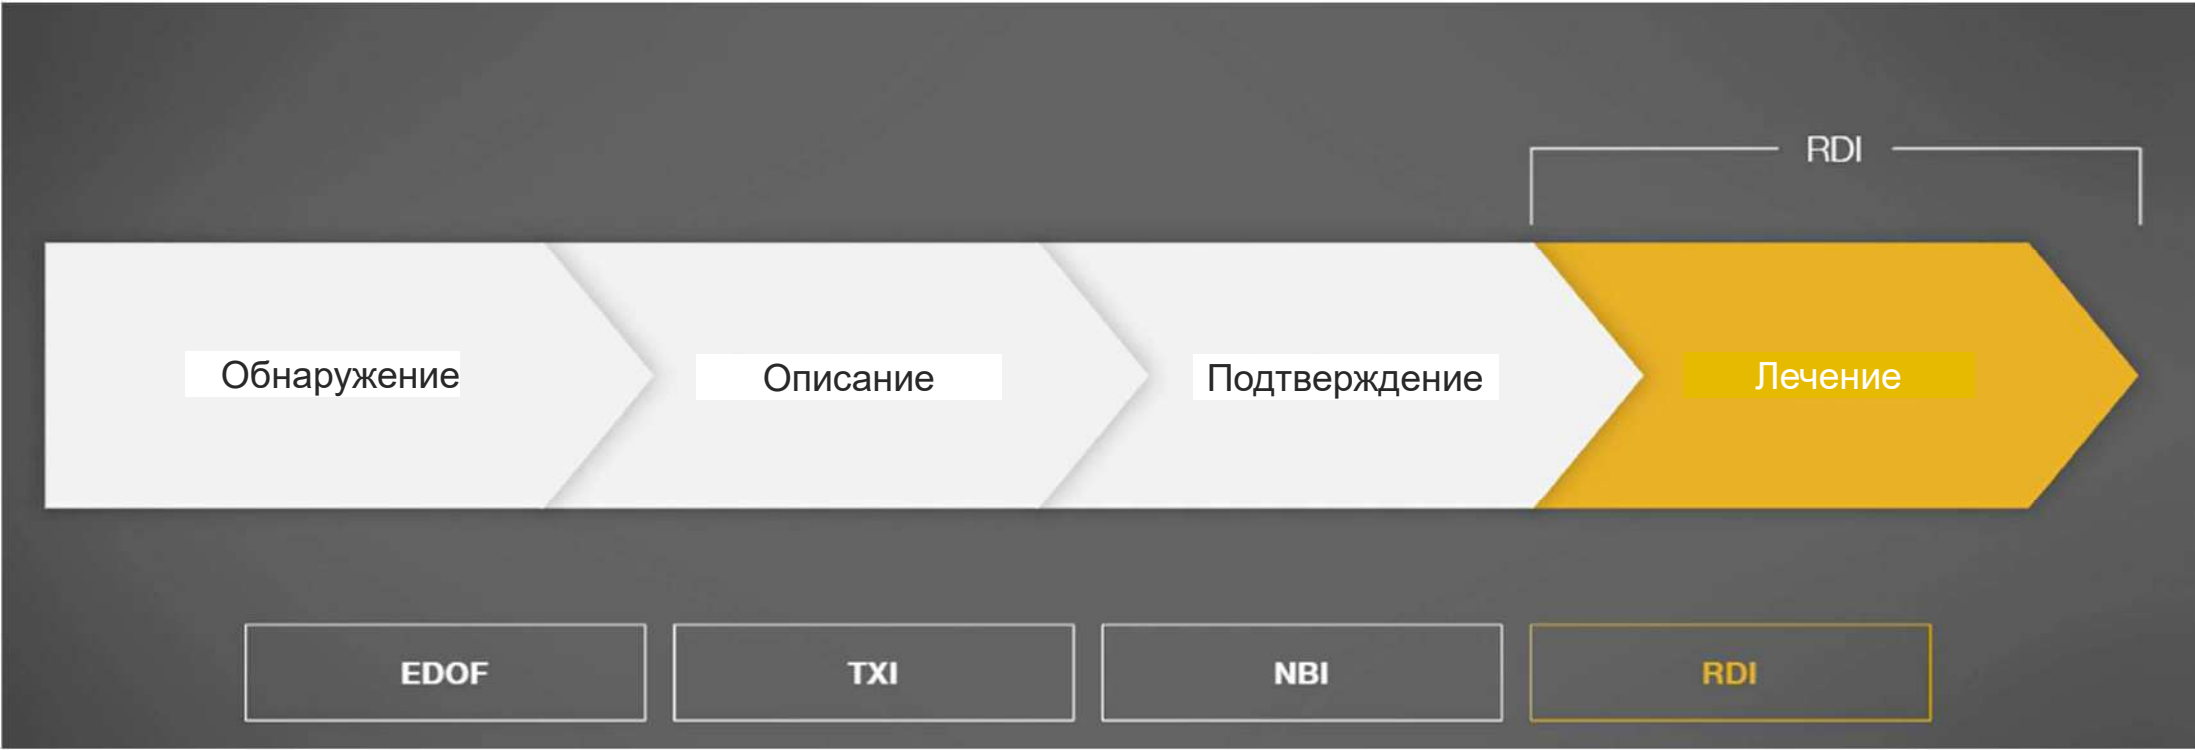 RDI
Обнаружение
Описание
Подтверждение
Лечение
EDOF
TXI
NBI
RDI